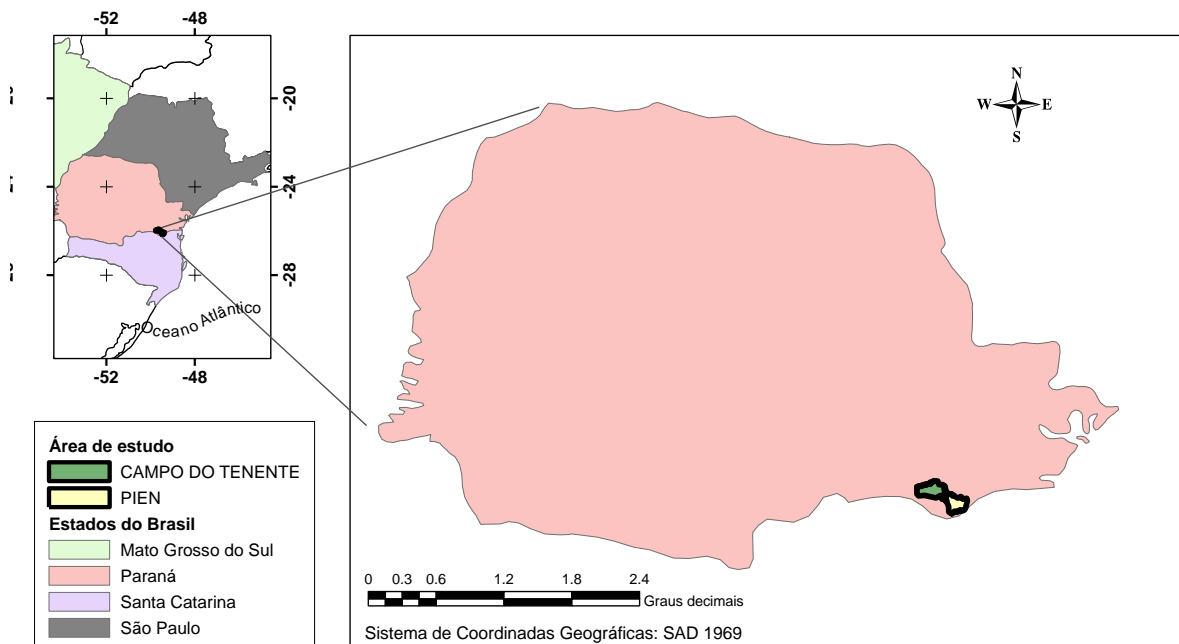 -52 -48
-20
-24
-28
-52 -48
Oceano Atlântico
N
W E
S
Área de estudo
CAMPO DO TENENTE
PIEN
Estados do Brasil
Mato Grosso do Sul
Paraná
Santa Catarina
São Paulo
0 0.3 0.6 1.2 1.8 2.4
Graus decimais
Sistema de Coordinadas Geográficas: SAD 1969